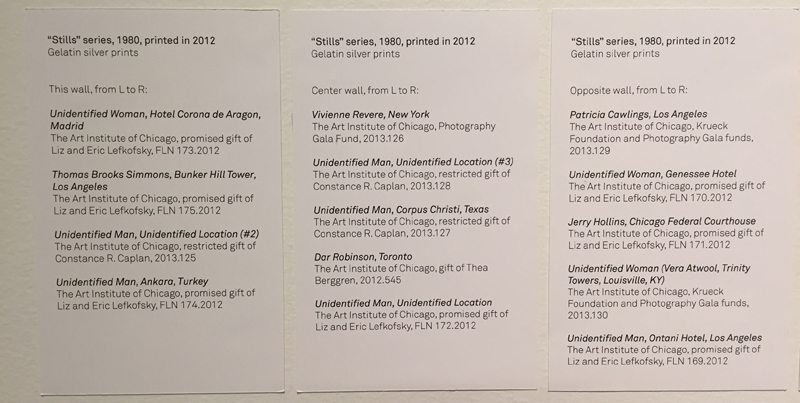 "Stills" series, 1980, printed in 2012
Gelatin silver prints
This wall, from L to R:
Unidentified Woman, Hotel Corona de Aragon,
Madrid
The Art Institute of Chicago, promised gift of
Liz and Eric Lefkofsky, FLN 173.2012
Thomas Brooks Simmons, Bunker Hill Tower,
Los Angeles
The Art Institute of Chicago, promised gift of
Liz and Eric Lefkofsky, FLN 175.2012
Unidentified Man, Unidentified Location (#2)
The Art Institute of Chicago, restricted gift of
Constance R. Caplan, 2013.125
Unidentified Man, Ankara, Turkey
The Art Institute of Chicago, promised gift of
Liz and Eric Lefkofsky, FLN 174.2012
"Stills" series, 1980, printed in 2012
Gelatin silver prints
Center wall, from L to R:
Vivienne Revere, New York
The Art Institute of Chicago, Photography
Gala Fund, 2013.126
Unidentified Man, Unidentified Location (#3)
The Art Institute of Chicago, restricted gift of
Constance R. Caplan, 2013.128
Unidentified Man, Corpus Christi, Texas
The Art Institute of Chicago, restricted gift of
Constance R. Caplan, 2013.127
Dar Robinson, Toronto
The Art Institute of Chicago, gift of Thea
Berggren, 2012.545
Unidentified Man, Unidentified Location
The Art Institute of Chicago, promised gift of
Liz and Eric Lefkofsky, FLN 172.2012
"Stills" series, 1980, printed in 2012
Gelatin silver prints
Opposite wall, from L to R:
Patricia Cawlings, Los Angeles
The Art Institute of Chicago, Krueck
Foundation and Photography Gala funds,
2013.129
Unidentified Woman, Genessee Hotel
The Art Institute of Chicago, promised gift of
Liz and Eric Lefkofsky, FLN 170.2012
Jerry Hollins, Chicago Federal Courthouse
The Art Institute of Chicago, promised gift of
Liz and Eric Lefkofsky, FLN 171.2012
Unidentified Woman (Vera Atwool, Trinity
Towers, Louisville, KY)
The Art Institute of Chicago, Krueck
Foundation and Photography Gala funds,
2013.130
Unidentified Man, Ontani Hotel, Los Angeles
The Art Institute of Chicago, promised gift of
Liz and Eric Lefkofsky, FLN 169.2012